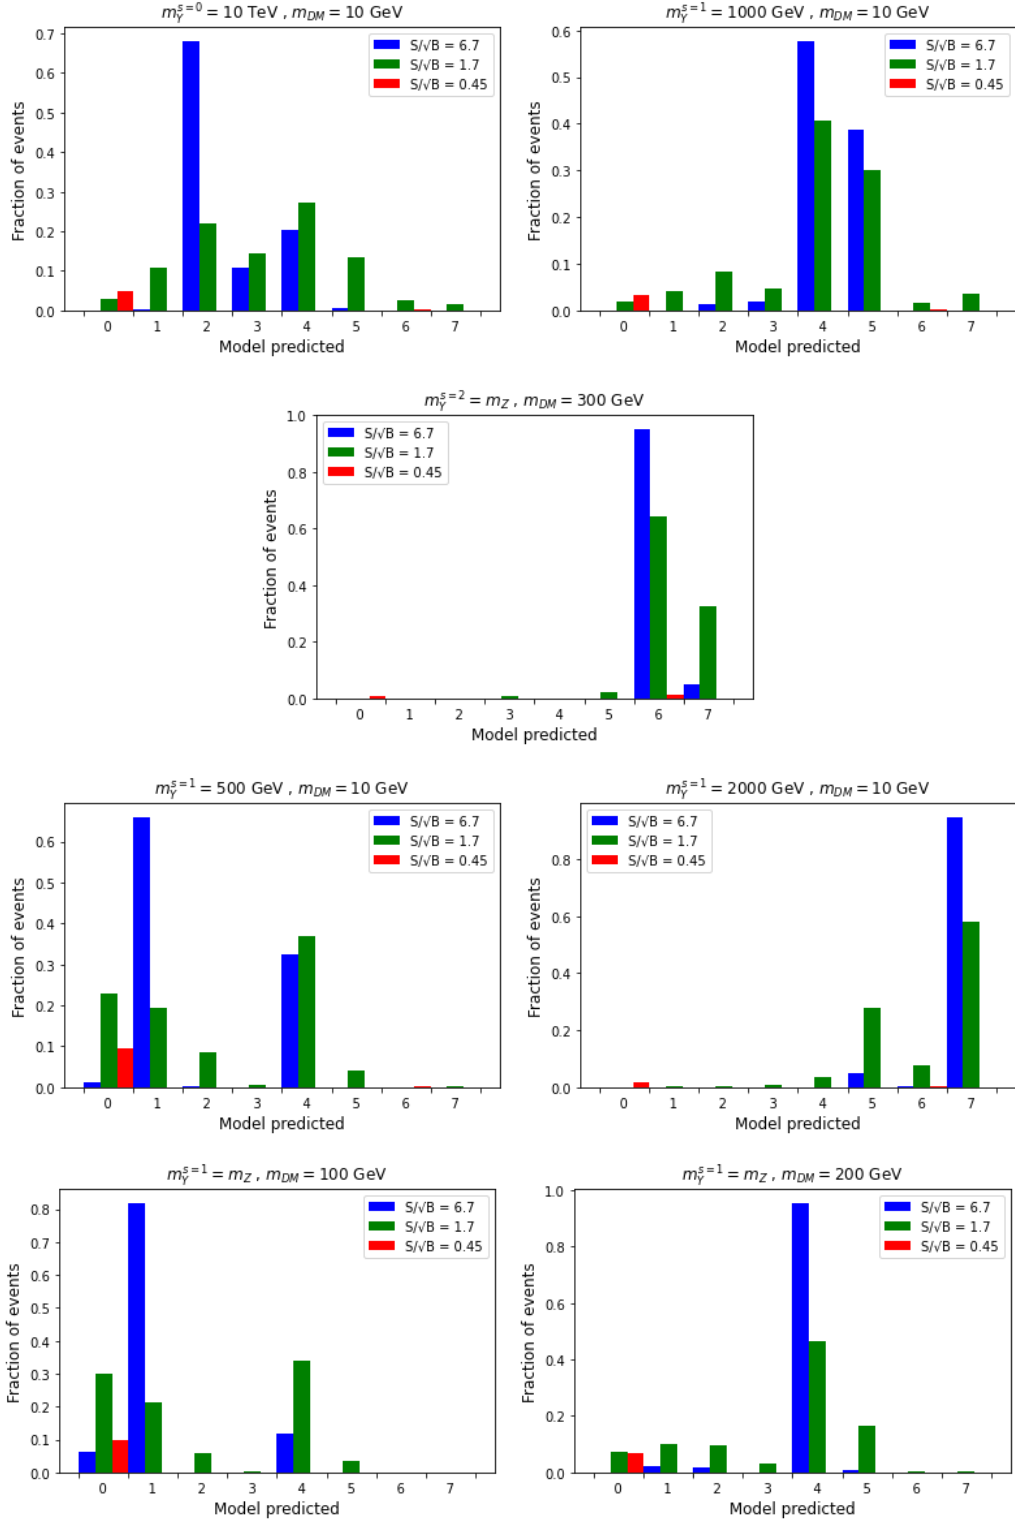 m_Y^{s=0} = 10 TeV , m_{DM} = 10 GeV
Fraction of events
0.7
0.6
0.5
0.4
0.3
0.2
0.1
0.0
S/√B = 6.7
S/√B = 1.7
S/√B = 0.45
0 1 2 3 4 5 6 7
Model predicted
m_Y^{s=1} = 1000 GeV , m_{DM} = 10 GeV
Fraction of events
0.6
0.5
0.4
0.3
0.2
0.1
0.0
S/√B = 6.7
S/√B = 1.7
S/√B = 0.45
0 1 2 3 4 5 6 7
Model predicted
m_Y^{s=2} = m_Z , m_{DM} = 300 GeV
Fraction of events
1.0
0.8
0.6
0.4
0.2
0.0
S/√B = 6.7
S/√B = 1.7
S/√B = 0.45
0 1 2 3 4 5 6 7
Model predicted
m_Y^{s=1} = 500 GeV , m_{DM} = 10 GeV
Fraction of events
0.6
0.5
0.4
0.3
0.2
0.1
0.0
S/√B = 6.7
S/√B = 1.7
S/√B = 0.45
0 1 2 3 4 5 6 7
Model predicted
m_Y^{s=1} = 2000 GeV , m_{DM} = 10 GeV
Fraction of events
0.8
0.6
0.4
0.2
0.0
S/√B = 6.7
S/√B = 1.7
S/√B = 0.45
0 1 2 3 4 5 6 7
Model predicted
m_Y^{s=1} = m_Z , m_{DM} = 100 GeV
Fraction of events
0.8
0.7
0.6
0.5
0.4
0.3
0.2
0.1
0.0
S/√B = 6.7
S/√B = 1.7
S/√B = 0.45
0 1 2 3 4 5 6 7
Model predicted
m_Y^{s=1} = m_Z , m_{DM} = 200 GeV
Fraction of events
1.0
0.8
0.6
0.4
0.2
0.0
S/√B = 6.7
S/√B = 1.7
S/√B = 0.45
0 1 2 3 4 5 6 7
Model predicted